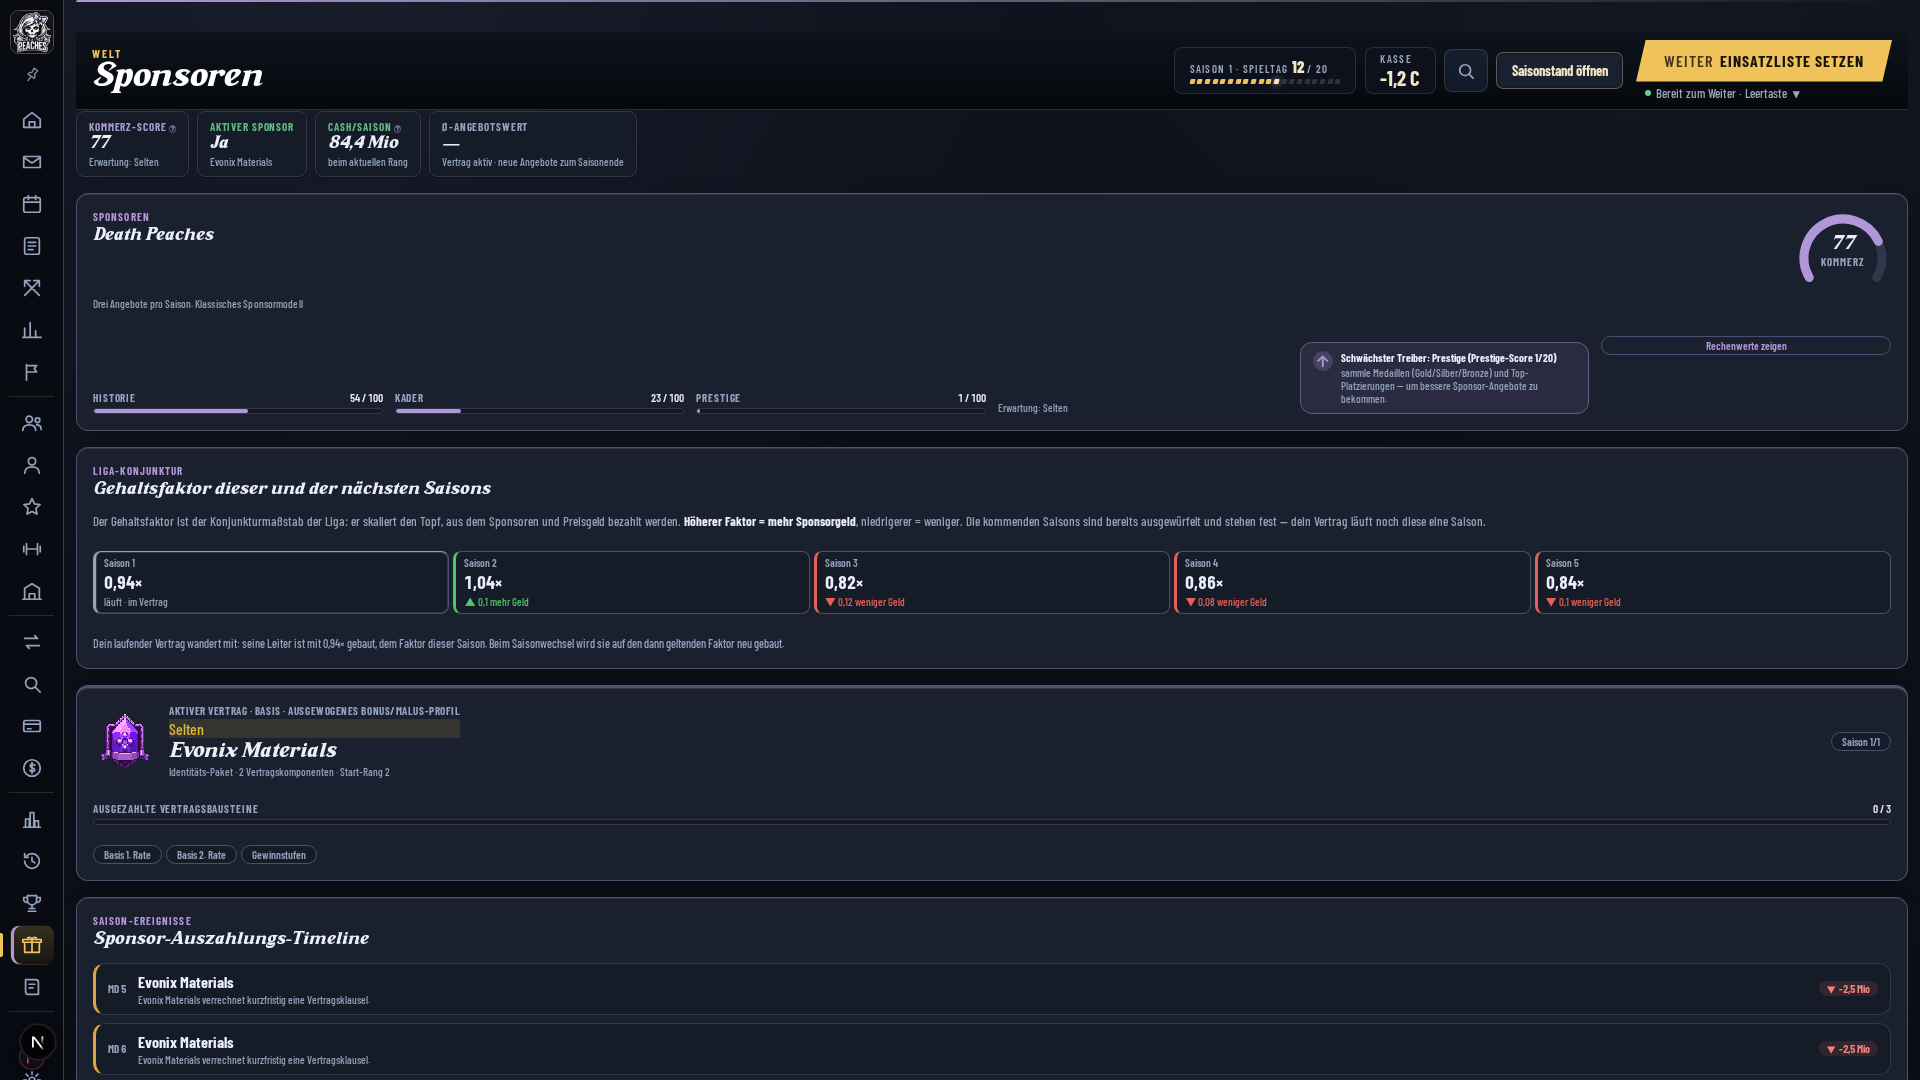 PEACHES
WELT
Sponsoren
SAISON 1 · SPIELTAG 12 / 20
KASSE
-1,2 C
Saisonstand öffnen
WEITER EINSATZLISTE SETZEN
Bereit zum Weiter · Leertaste ▼
KOMMERZ-SCORE ?
77
Erwartung: Selten
AKTIVER SPONSOR
Ja
Evonix Materials
CASH/SAISON ?
84,4 Mio
beim aktuellen Rang
Ø-ANGEBOTSWERT
—
Vertrag aktiv · neue Angebote zum Saisonende
SPONSOREN
Death Peaches
77
KOMMERZ
Drei Angebote pro Saison. Klassisches Sponsormodell
HISTORIE 54 / 100
KADER 23 / 100
PRESTIGE 1 / 100
Erwartung: Selten
Schwächster Treiber: Prestige (Prestige-Score 1/20)
sammle Medaillen (Gold/Silber/Bronze) und Top-
Platzierungen — um bessere Sponsor-Angebote zu
bekommen.
Rechenwerte zeigen
LIGA-KONJUNKTUR
Gehaltsfaktor dieser und der nächsten Saisons
Der Gehaltsfaktor ist der Konjunkturmaßstab der Liga: er skaliert den Topf, aus dem Sponsoren und Preisgeld bezahlt werden. Höherer Faktor = mehr Sponsorgeld, niedrigerer = weniger. Die kommenden Saisons sind bereits ausgewürfelt und stehen fest — dein Vertrag läuft noch diese eine Saison.
Saison 1
0,94×
läuft · im Vertrag
Saison 2
1,04×
▲ 0,1 mehr Geld
Saison 3
0,82×
▼ 0,12 weniger Geld
Saison 4
0,86×
▼ 0,08 weniger Geld
Saison 5
0,84×
▼ 0,1 weniger Geld
Dein laufender Vertrag wandert mit: seine Leiter ist mit 0,94× gebaut, dem Faktor dieser Saison. Beim Saisonwechsel wird sie auf den dann geltenden Faktor neu gebaut.
AKTIVER VERTRAG · BASIS · AUSGEWOGENES BONUS/MALUS-PROFIL
Selten
Evonix Materials
Identitäts-Paket · 2 Vertragskomponenten · Start-Rang 2
Saison 1/1
AUSGEZAHLTE VERTRAGSBAUSTEINE 0 / 3
Basis 1. Rate
Basis 2. Rate
Gewinnstufen
SAISON-EREIGNISSE
Sponsor-Auszahlungs-Timeline
MD 5
Evonix Materials
Evonix Materials verrechnet kurzfristig eine Vertragsklausel.
▼ -2,5 Mio
MD 6
Evonix Materials
Evonix Materials verrechnet kurzfristig eine Vertragsklausel.
▼ -2,5 Mio
N